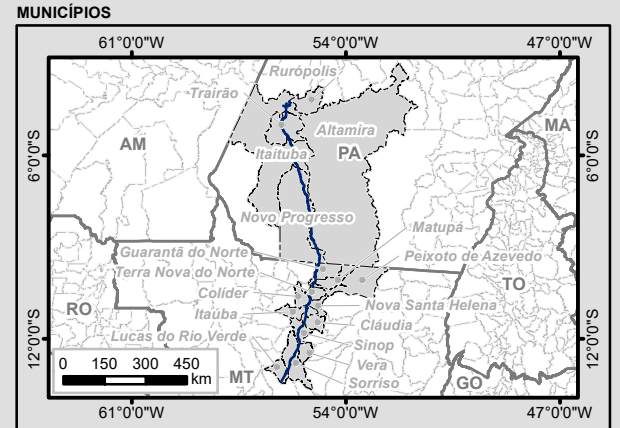 MUNICÍPIOS
61°0'0"W 54°0'0"W 47°0'0"W
Rurópolis
Trairão
MA
Altamira
AM
6°0'0"S 6°0'0"S
Itaituba
PA
Novo Progresso
Matupá
Guarantã do Norte
Peixoto de Azevedo
Terra Nova do Norte
TO
Colíder
Nova Santa Helena
RO
Itaúba
Cláudia
Lucas do Rio Verde
Sinop
12°0'0"S 12°0'0"S
0 150 300 450
km
Vera
MT
Sorriso
GO
61°0'0"W 54°0'0"W 47°0'0"W